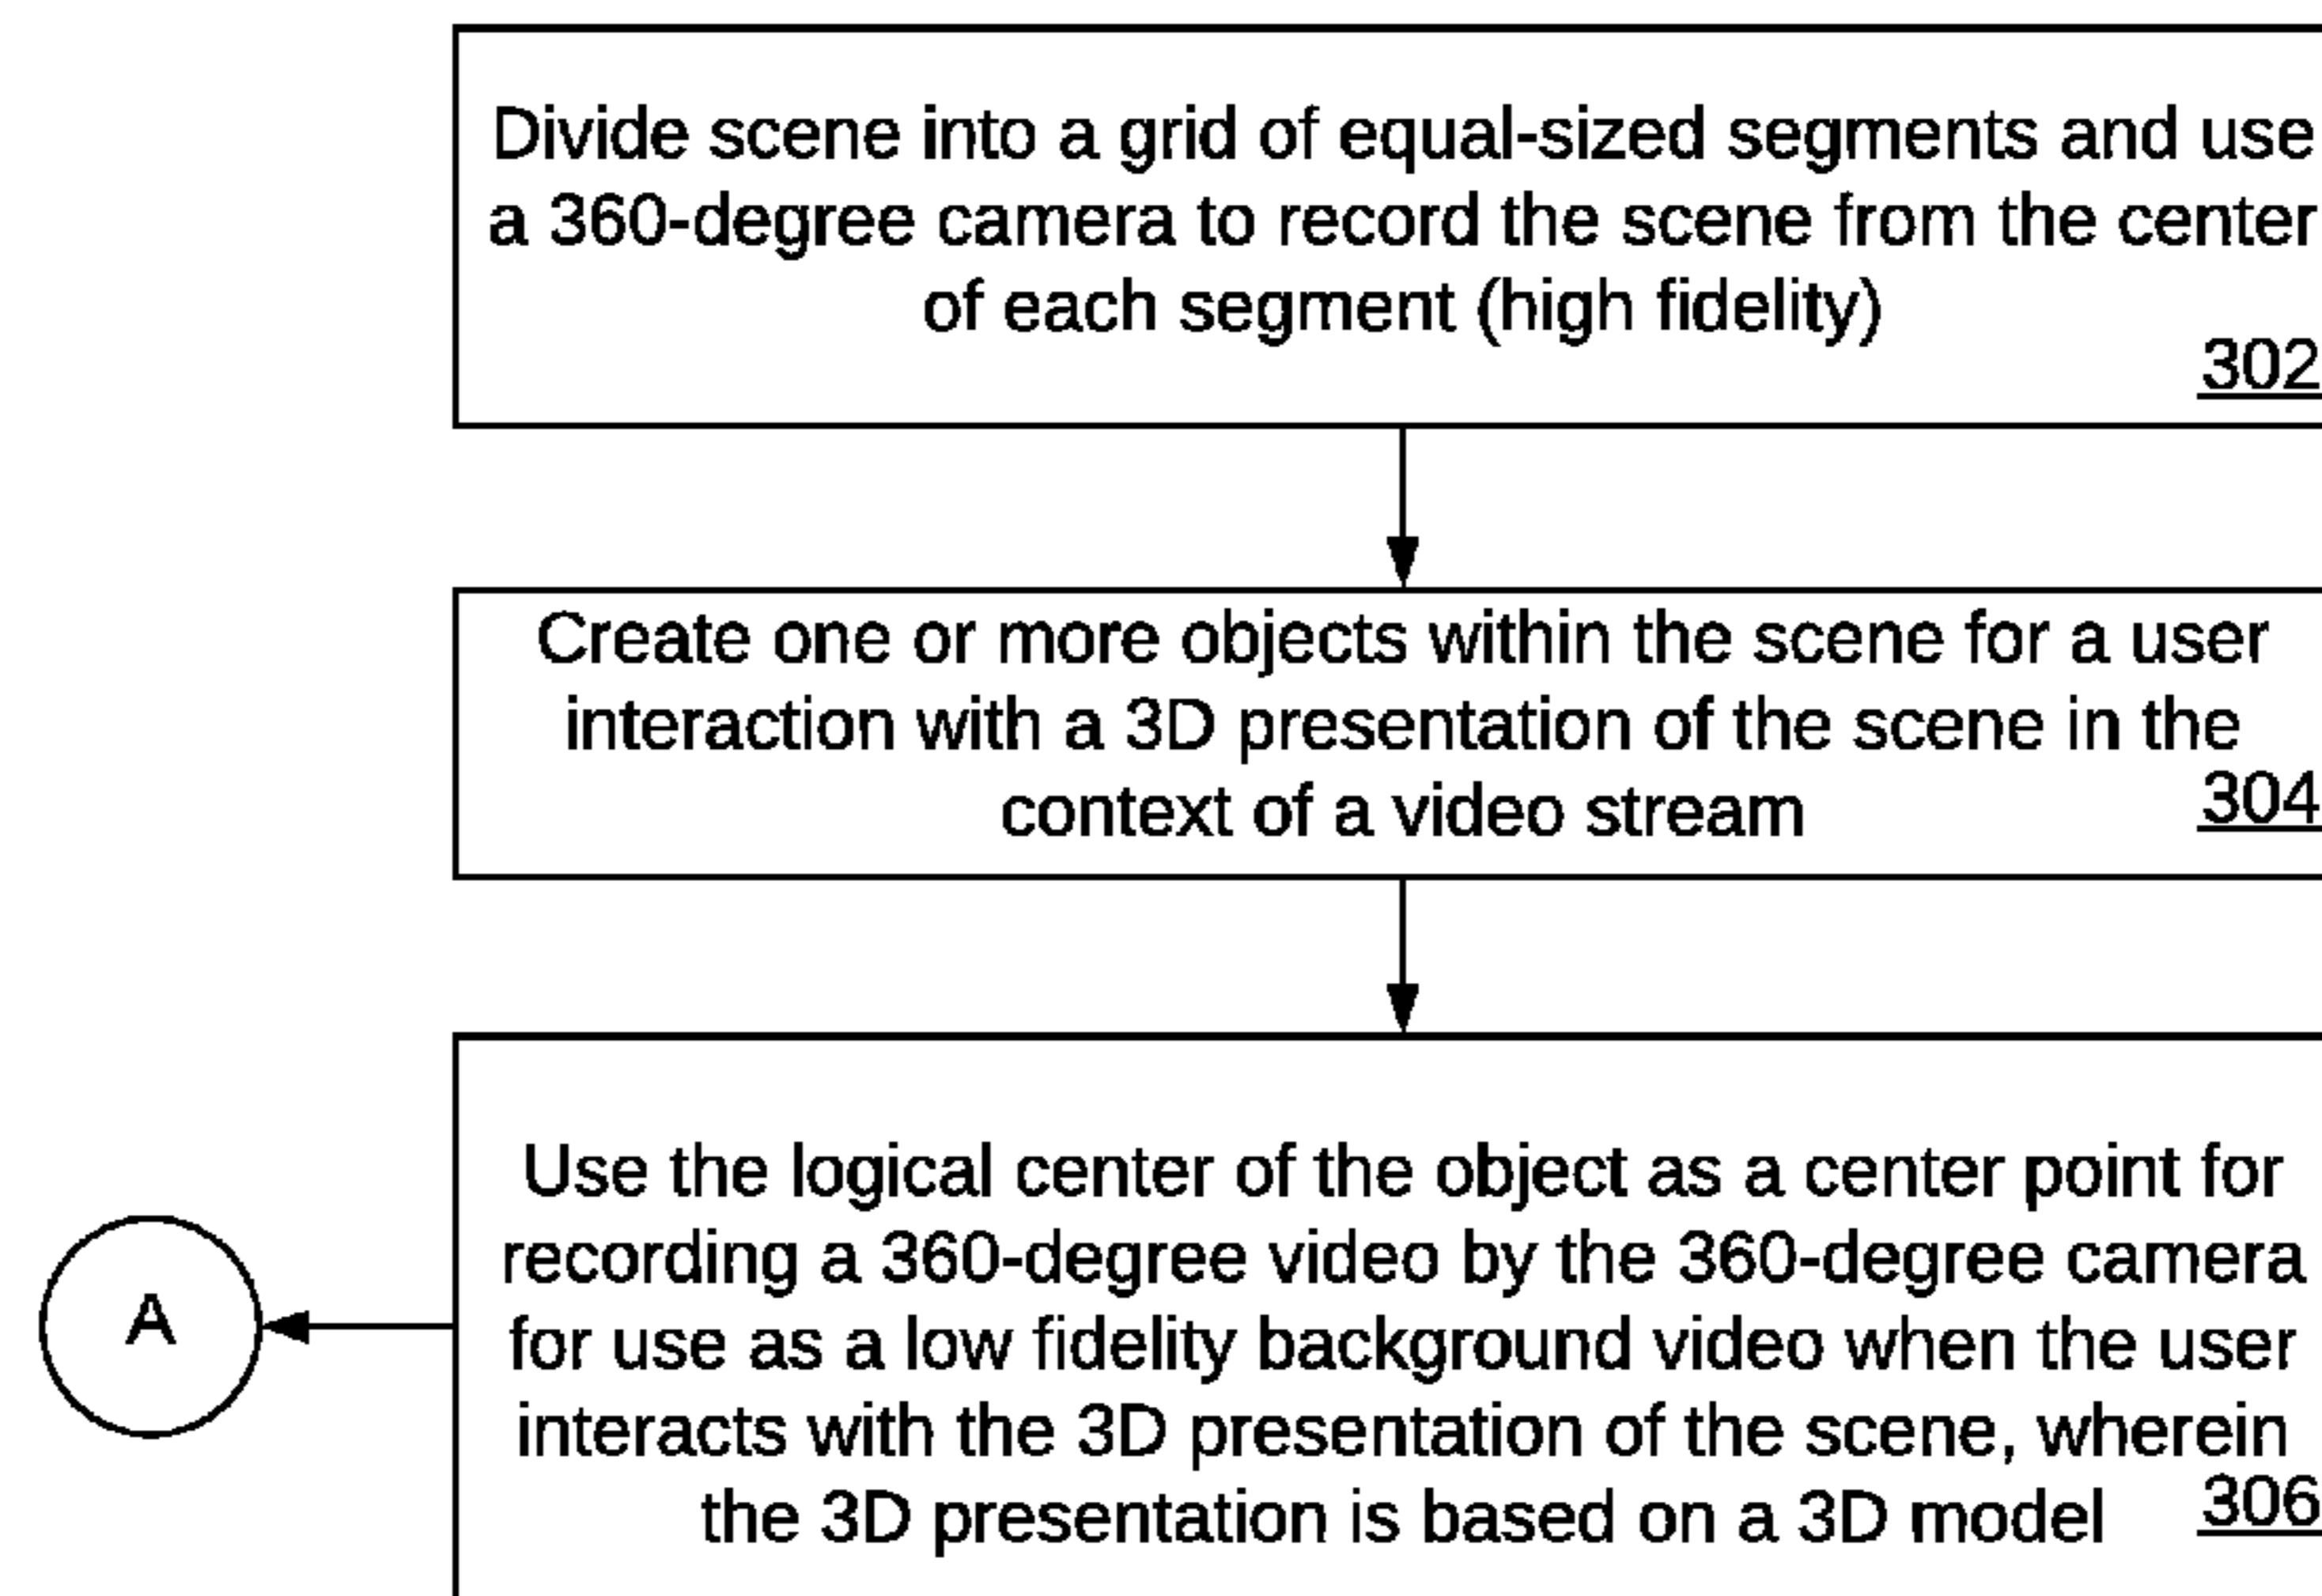 Divide scene into a grid of equal-sized segments and use
a 360-degree camera to record the scene from the center
of each segment (high fidelity)
302
Create one or more objects within the scene for a user
interaction with a 3D presentation of the scene in the
context of a video stream
304
Use the logical center of the object as a center point for
recording a 360-degree video by the 360-degree camera
for use as a low fidelity background video when the user
interacts with the 3D presentation of the scene, wherein
the 3D presentation is based on a 3D model
306
A